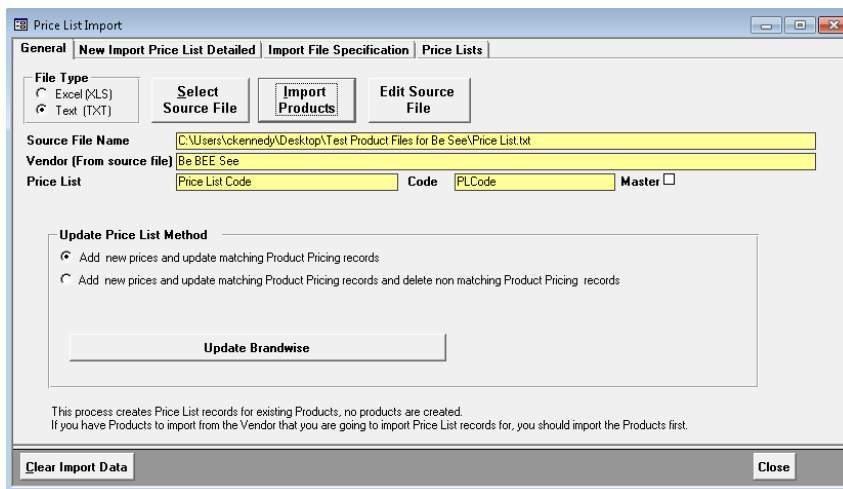 Price List Import
General New Import Price List Detailed Import File Specification Price Lists
File Type
Excel (XLS)
Text (TXT)
Select Source File
Import Products
Edit Source File
Source File Name C:\Users\ckennedy\Desktop\Test Product Files for Be See\Price List.txt
Vendor (From source file) Be BEE See
Price List Price List Code Code PLCode Master
Update Price List Method
Add new prices and update matching Product Pricing records
Add new prices and update matching Product Pricing records and delete non matching Product Pricing records
Update Brandwise
This process creates Price List records for existing Products, no products are created.
If you have Products to import from the Vendor that you are going to import Price List records for, you should import the Products first.
Clear Import Data Close